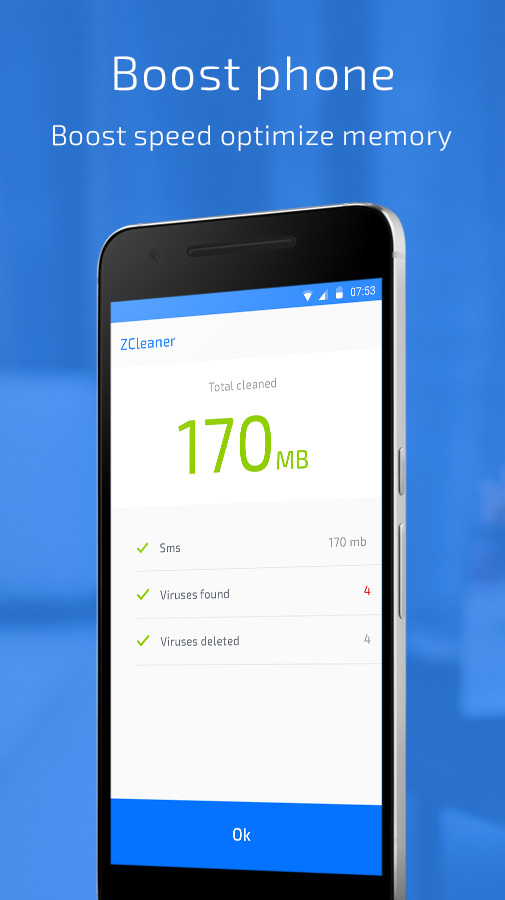 Boost phone
Boost speed optimize memory
07:53
ZCleaner
Total cleaned
170 MB
Sms 170 mb
Viruses found 4
Viruses deleted 4
Ok